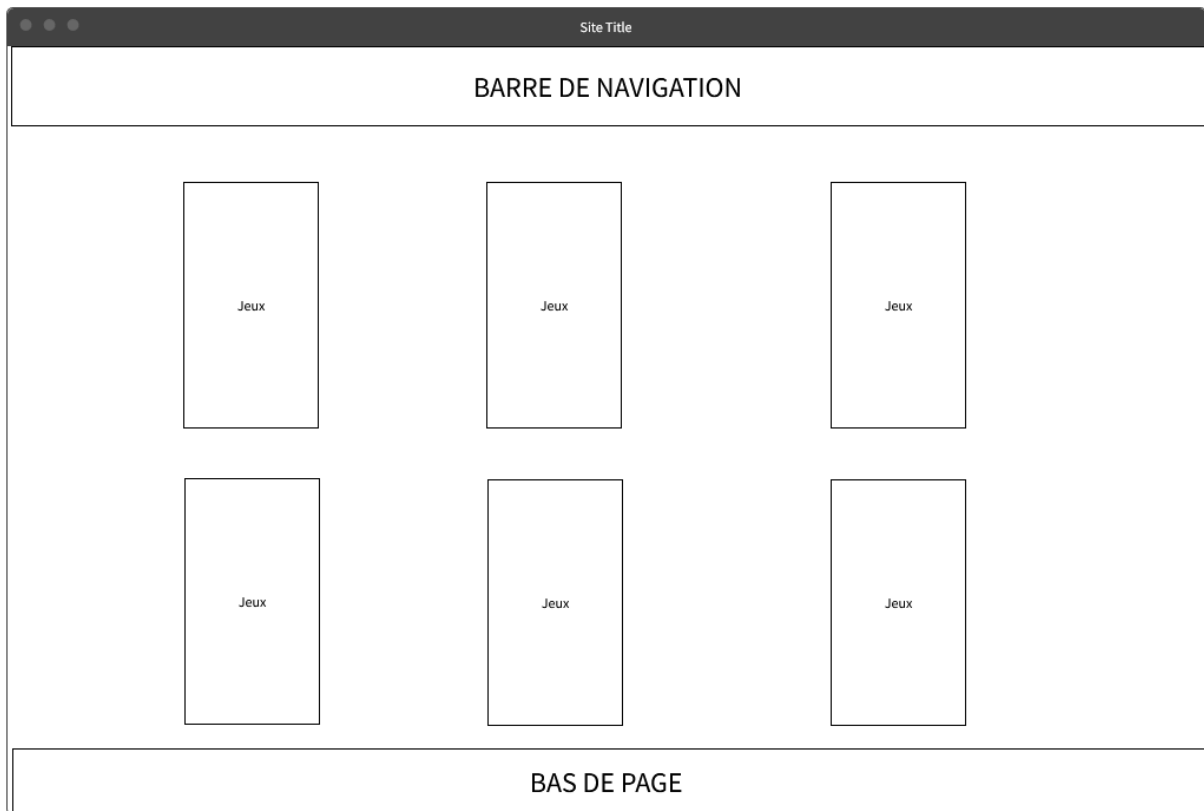 Site Title
BARRE DE NAVIGATION
Jeux
Jeux
Jeux
Jeux
Jeux
Jeux
BAS DE PAGE